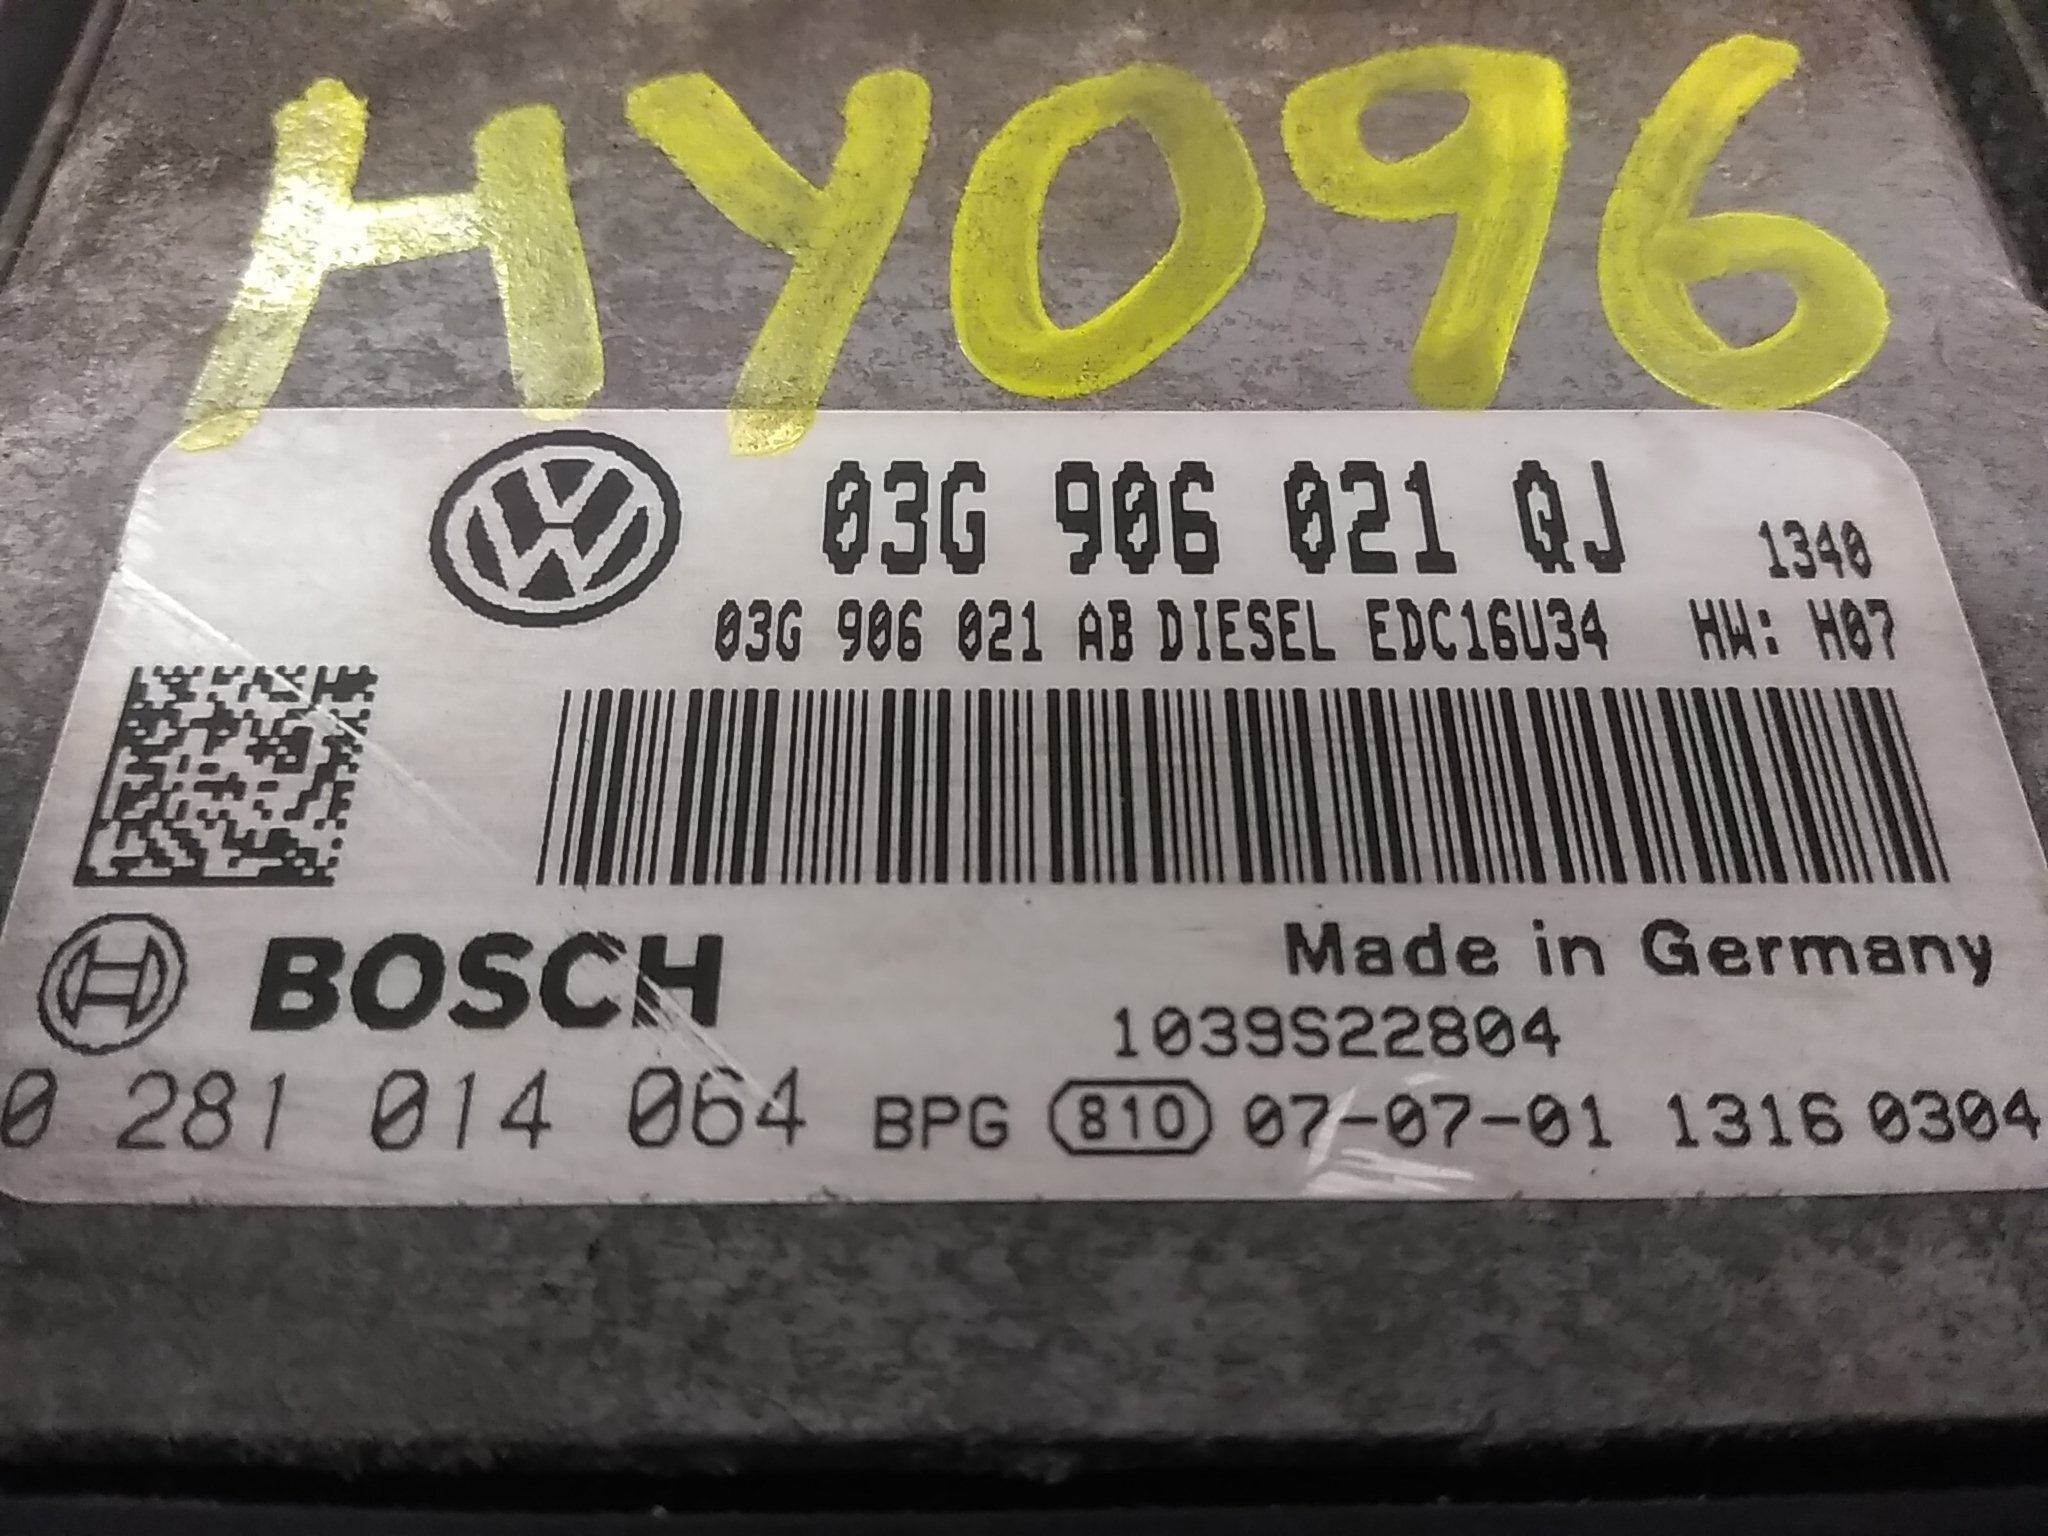 HY096
03G 906 021 QJ 1340
03G 906 021 AB DIESEL EDC16U34 HW: H07
BOSCH Made in Germany
1039S22804
0 281 014 064 BPG 810 07-07-01 1316 0304